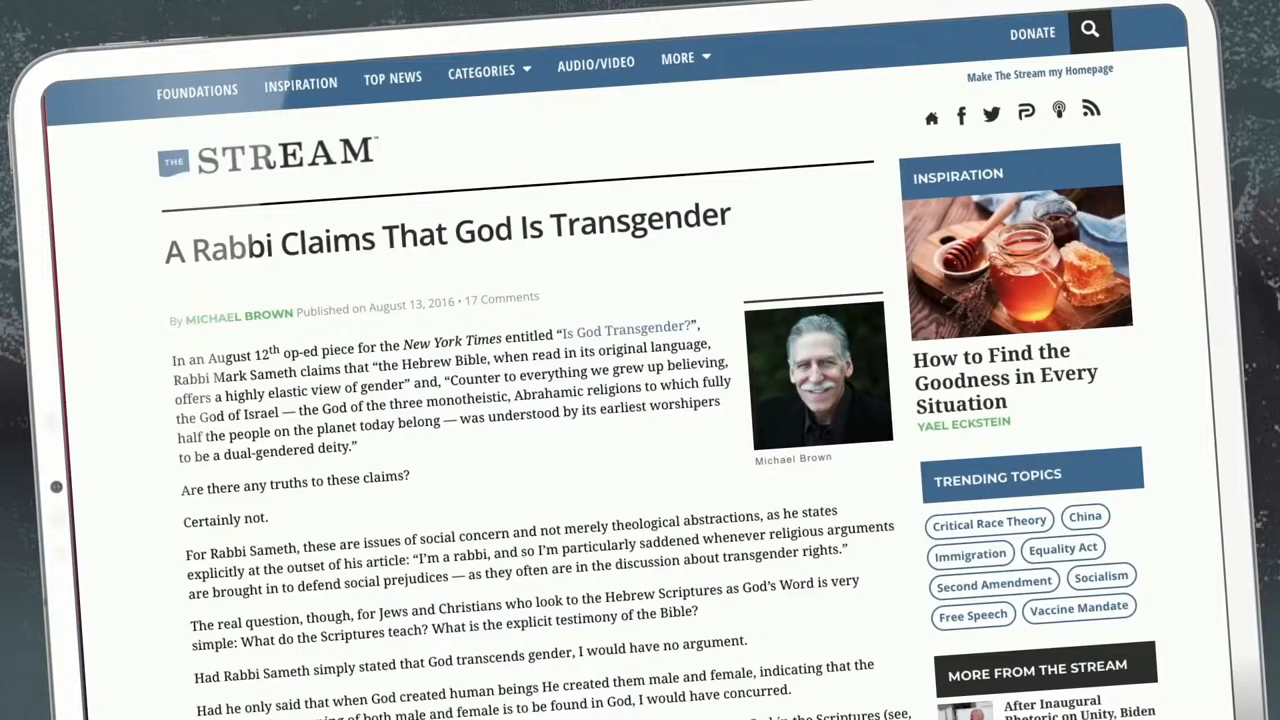 FOUNDATIONS INSPIRATION TOP NEWS CATEGORIES AUDIO/VIDEO MORE DONATE
Make The Stream my Homepage
THE STREAM™
A Rabbi Claims That God Is Transgender
By MICHAEL BROWN Published on August 13, 2016 • 17 Comments
In an August 12th op-ed piece for the New York Times entitled “Is God Transgender?”,
Rabbi Mark Sameth claims that “the Hebrew Bible, when read in its original language,
offers a highly elastic view of gender” and, “Counter to everything we grew up believing,
the God of Israel — the God of the three monotheistic, Abrahamic religions to which fully
half the people on the planet today belong — was understood by its earliest worshipers
to be a dual-gendered deity.”
Michael Brown
Are there any truths to these claims?
Certainly not.
For Rabbi Sameth, these are issues of social concern and not merely theological abstractions, as he states
explicitly at the outset of his article: “I’m a rabbi, and so I’m particularly saddened whenever religious arguments
are brought in to defend social prejudices — as they often are in the discussion about transgender rights.”
The real question, though, for Jews and Christians who look to the Hebrew Scriptures as God’s Word is very
simple: What do the Scriptures teach? What is the explicit testimony of the Bible?
Had Rabbi Sameth simply stated that God transcends gender, I would have no argument.
Had he only said that when God created human beings He created them male and female, indicating that the
of both male and female is to be found in God, I would have concurred.
in the Scriptures (see,
INSPIRATION
How to Find the
Goodness in Every
Situation
YAEL ECKSTEIN
TRENDING TOPICS
Critical Race Theory China
Immigration Equality Act
Second Amendment Socialism
Free Speech Vaccine Mandate
MORE FROM THE STREAM
After Inaugural
Rhetoric on Unity, Biden